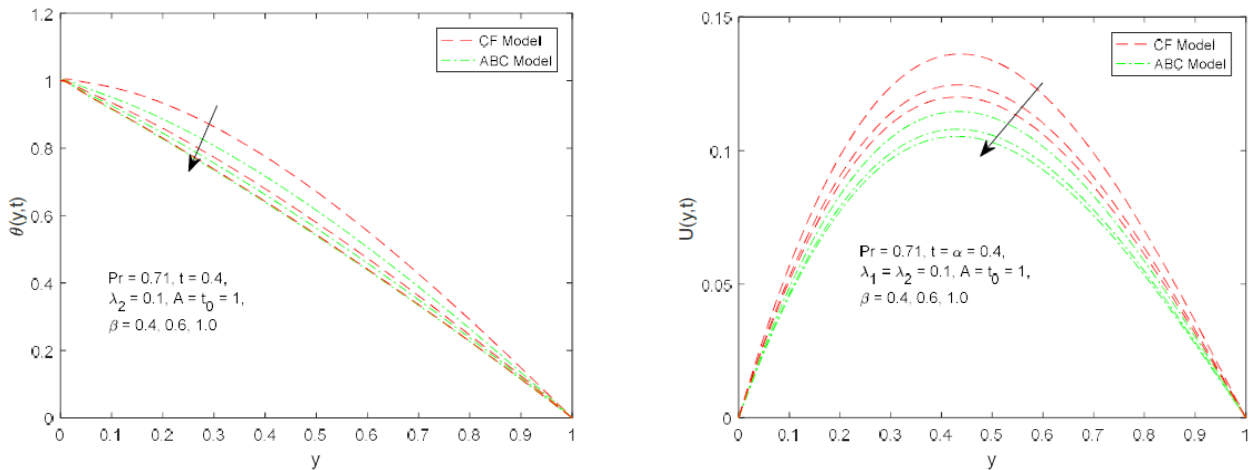 1.2
1
0.8
0.6
0.4
0.2
0
θ(y,t)
CF Model
ABC Model
Pr = 0.71, t = 0.4,
λ₂ = 0.1, A = t₀ = 1,
β = 0.4, 0.6, 1.0
0 0.1 0.2 0.3 0.4 0.5 0.6 0.7 0.8 0.9 1
y
0.15
0.1
0.05
0
U(y,t)
CF Model
ABC Model
Pr = 0.71, t = α = 0.4,
λ₁ = λ₂ = 0.1, A = t₀ = 1,
β = 0.4, 0.6, 1.0
0 0.1 0.2 0.3 0.4 0.5 0.6 0.7 0.8 0.9 1
y